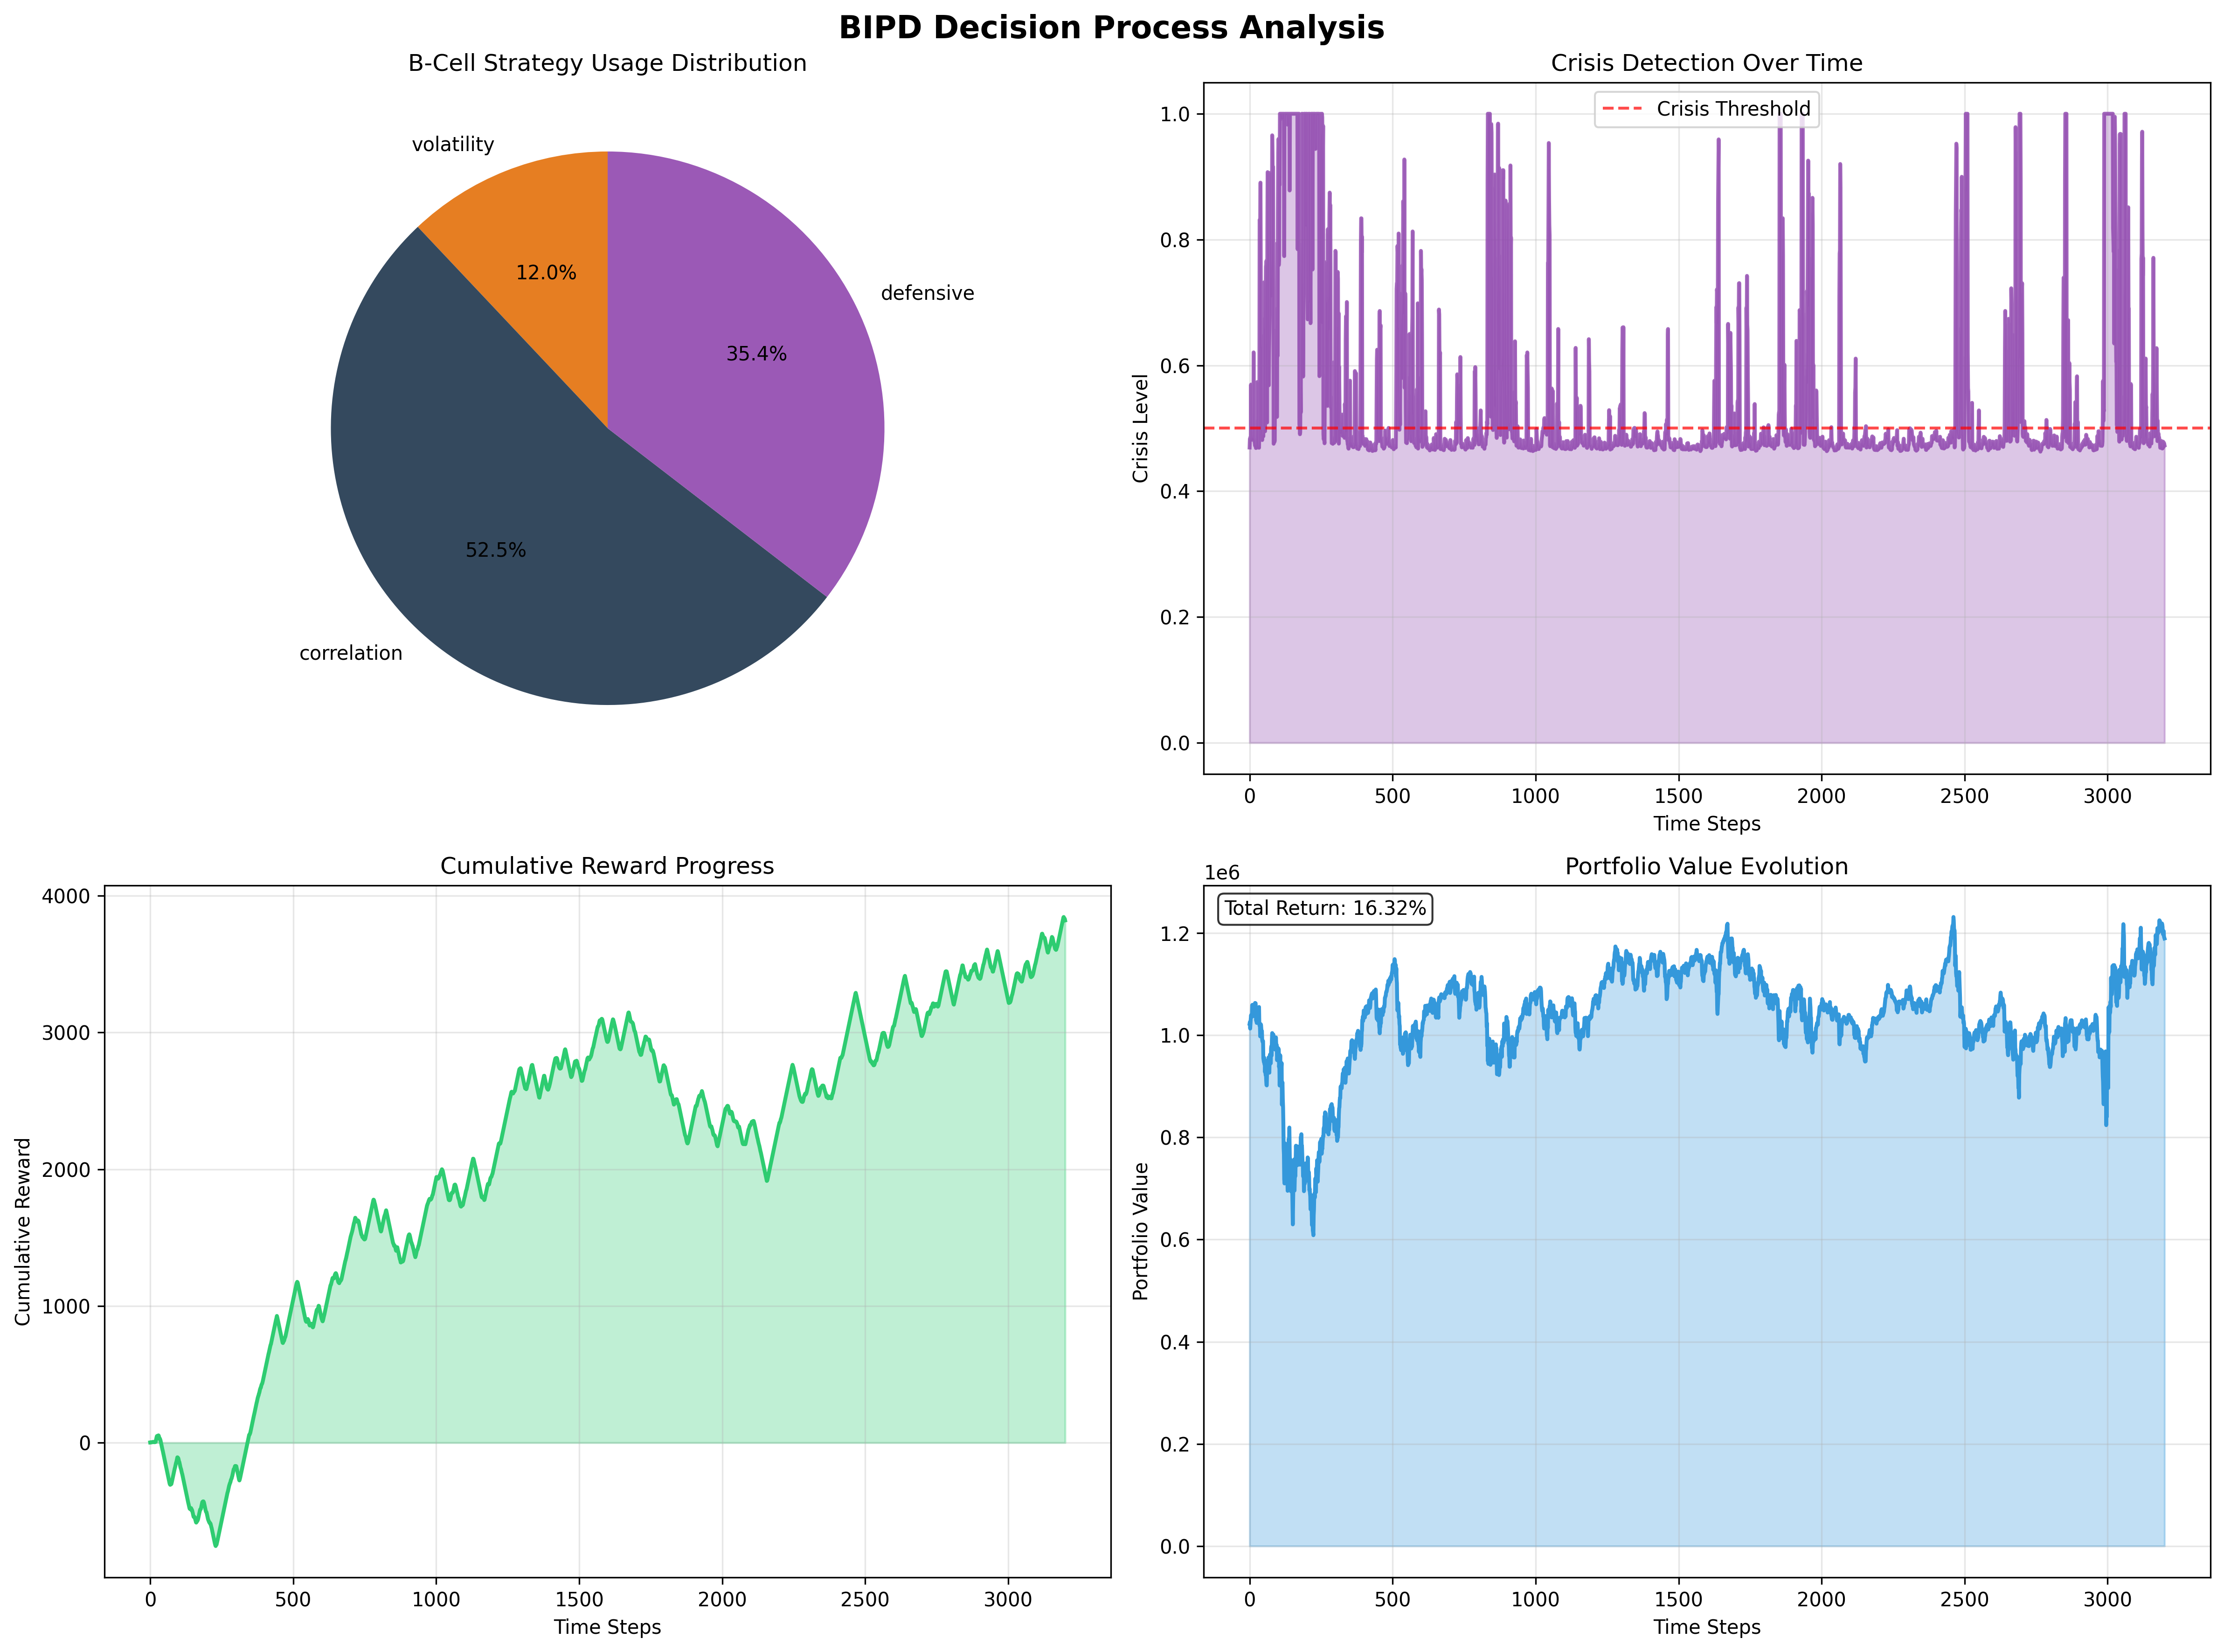 BIPD Decision Process Analysis
B-Cell Strategy Usage Distribution
volatility
12.0%
defensive
35.4%
52.5%
correlation
Crisis Detection Over Time
Crisis Threshold
Crisis Level
1.0
0.8
0.6
0.4
0.2
0.0
0 500 1000 1500 2000 2500 3000
Time Steps
Cumulative Reward Progress
Cumulative Reward
4000
3000
2000
1000
0
0 500 1000 1500 2000 2500 3000
Time Steps
Portfolio Value Evolution
1e6
Total Return: 16.32%
Portfolio Value
1.2
1.0
0.8
0.6
0.4
0.2
0.0
0 500 1000 1500 2000 2500 3000
Time Steps